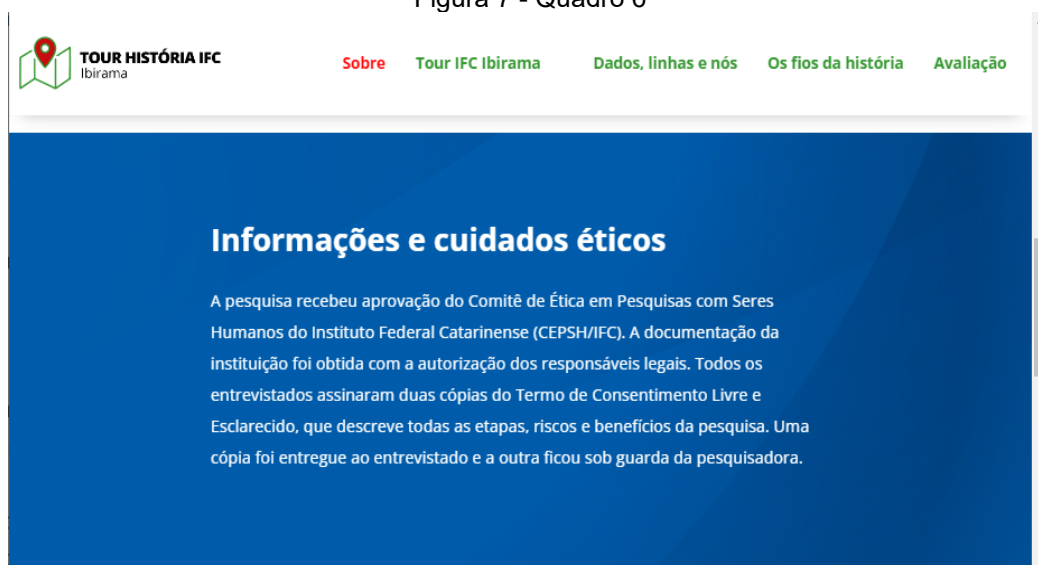 Figura 7 - Quadro 6
TOUR HISTÓRIA IFC
Ibirama
Sobre
Tour IFC Ibirama
Dados, linhas e nós
Os fios da história
Avaliação
Informações e cuidados éticos
A pesquisa recebeu aprovação do Comitê de Ética em Pesquisas com Seres
Humanos do Instituto Federal Catarinense (CEPSH/IFC). A documentação da
instituição foi obtida com a autorização dos responsáveis legais. Todos os
entrevistados assinaram duas cópias do Termo de Consentimento Livre e
Esclarecido, que descreve todas as etapas, riscos e benefícios da pesquisa. Uma
cópia foi entregue ao entrevistado e a outra ficou sob guarda da pesquisadora.